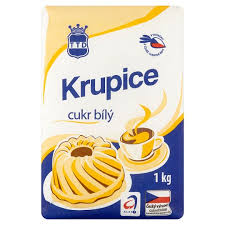 TTD
Krupice
cukr bílý
1 kg